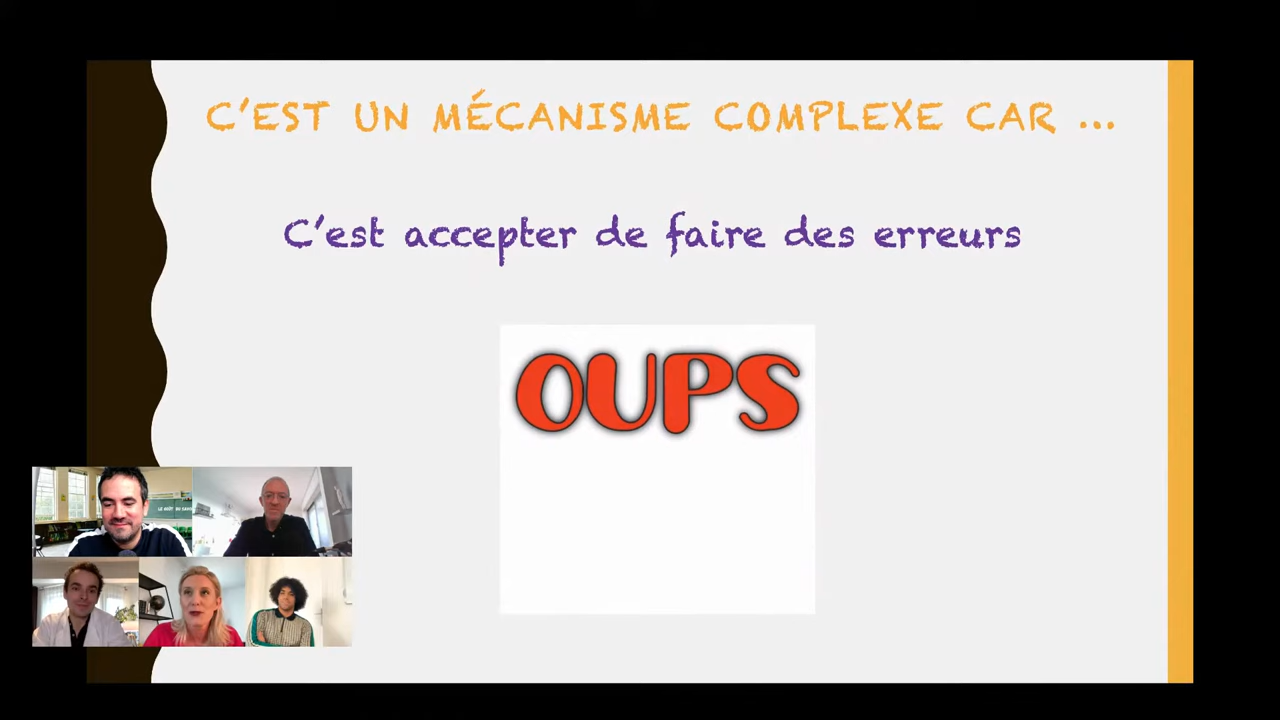 C'EST UN MÉCANISME COMPLEXE CAR ...
C'est accepter de faire des erreurs
OUPS